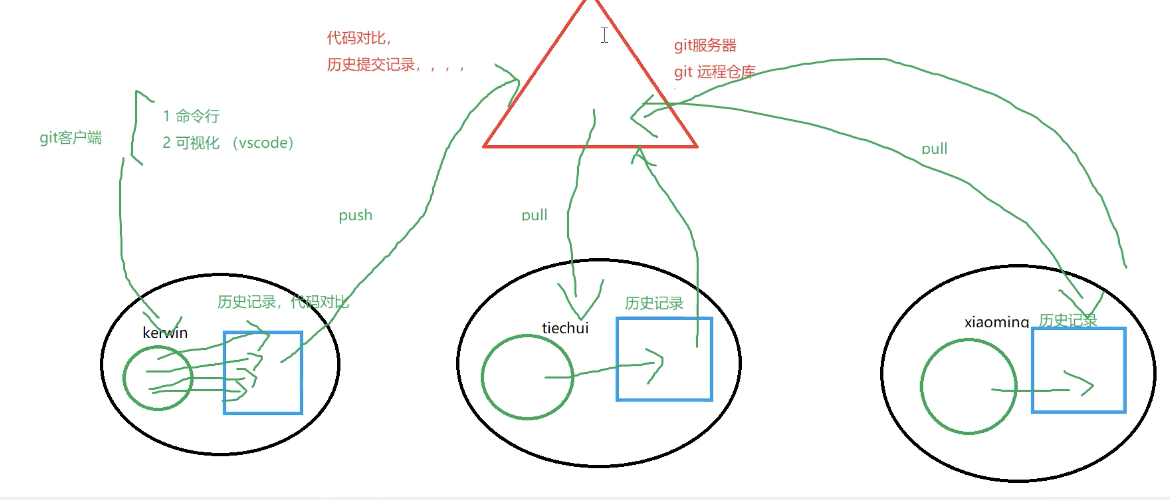 代码对比，
历史提交记录，，，，
git服务器
git 远程仓库
git客户端
1 命令行
2 可视化 （vscode）
push
pull
pull
历史记录，代码对比
kerwin
tiechui
历史记录
xiaoming
历史记录